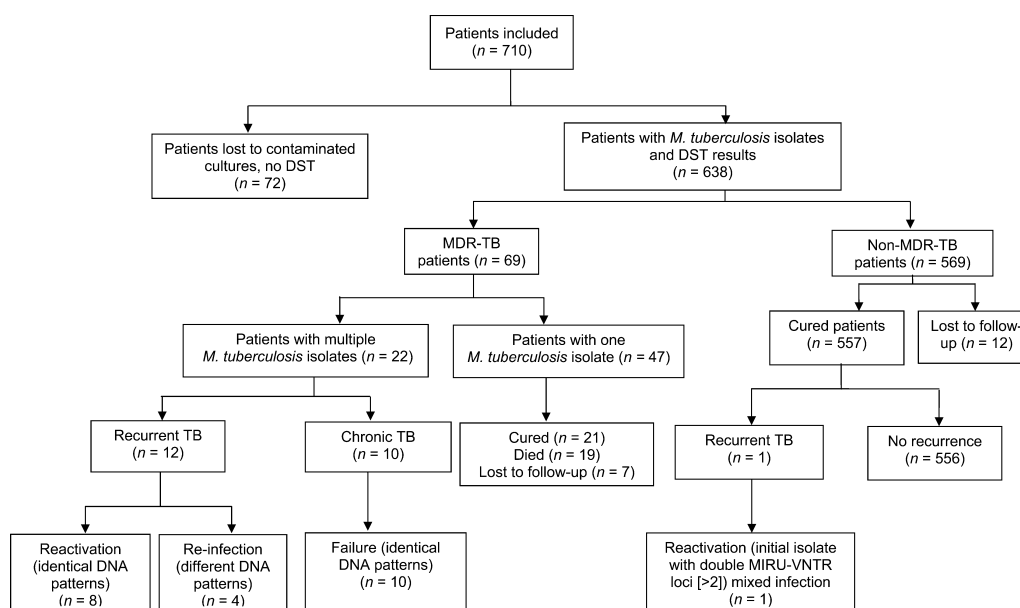 Patients included
(n = 710)
Patients lost to contaminated
cultures, no DST
(n = 72)
Patients with M. tuberculosis isolates
and DST results
(n = 638)
MDR-TB
patients (n = 69)
Non-MDR-TB
patients (n = 569)
Patients with multiple
M. tuberculosis isolates (n = 22)
Patients with one
M. tuberculosis isolate (n = 47)
Cured patients
(n = 557)
Lost to follow-
up (n = 12)
Recurrent TB
(n = 12)
Chronic TB
(n = 10)
Cured (n = 21)
Died (n = 19)
Lost to follow-up (n = 7)
Recurrent TB
(n = 1)
No recurrence
(n = 556)
Reactivation
(identical DNA
patterns)
(n = 8)
Re-infection
(different DNA
patterns)
(n = 4)
Failure (identical
DNA patterns)
(n = 10)
Reactivation (initial isolate
with double MIRU-VNTR
loci [>2]) mixed infection
(n = 1)